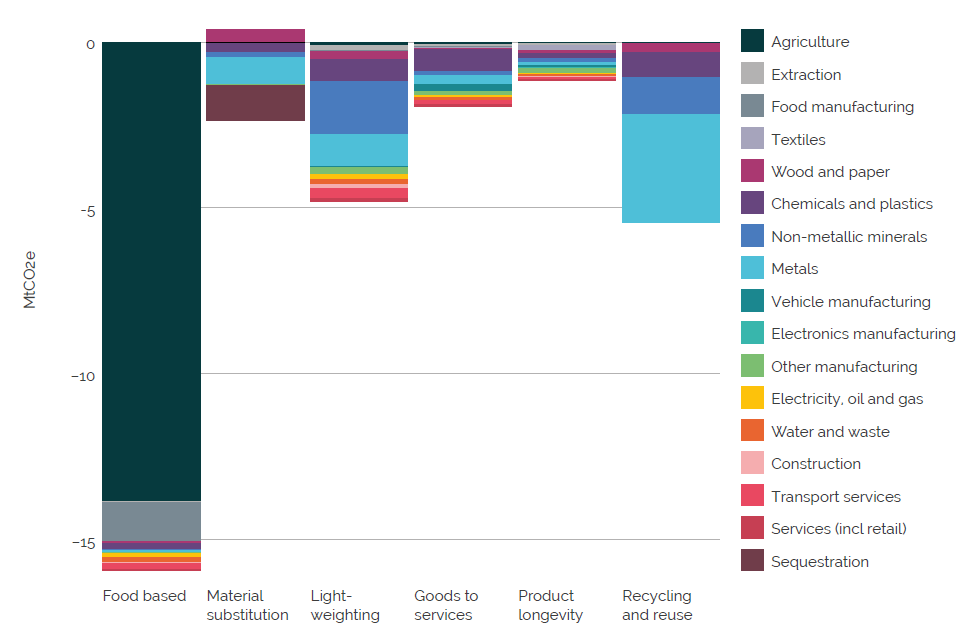 0
−5
−10
−15
MtCO2e
Food based
Material
substitution
Light-
weighting
Goods to
services
Product
longevity
Recycling
and reuse
Agriculture
Extraction
Food manufacturing
Textiles
Wood and paper
Chemicals and plastics
Non-metallic minerals
Metals
Vehicle manufacturing
Electronics manufacturing
Other manufacturing
Electricity, oil and gas
Water and waste
Construction
Transport services
Services (incl retail)
Sequestration